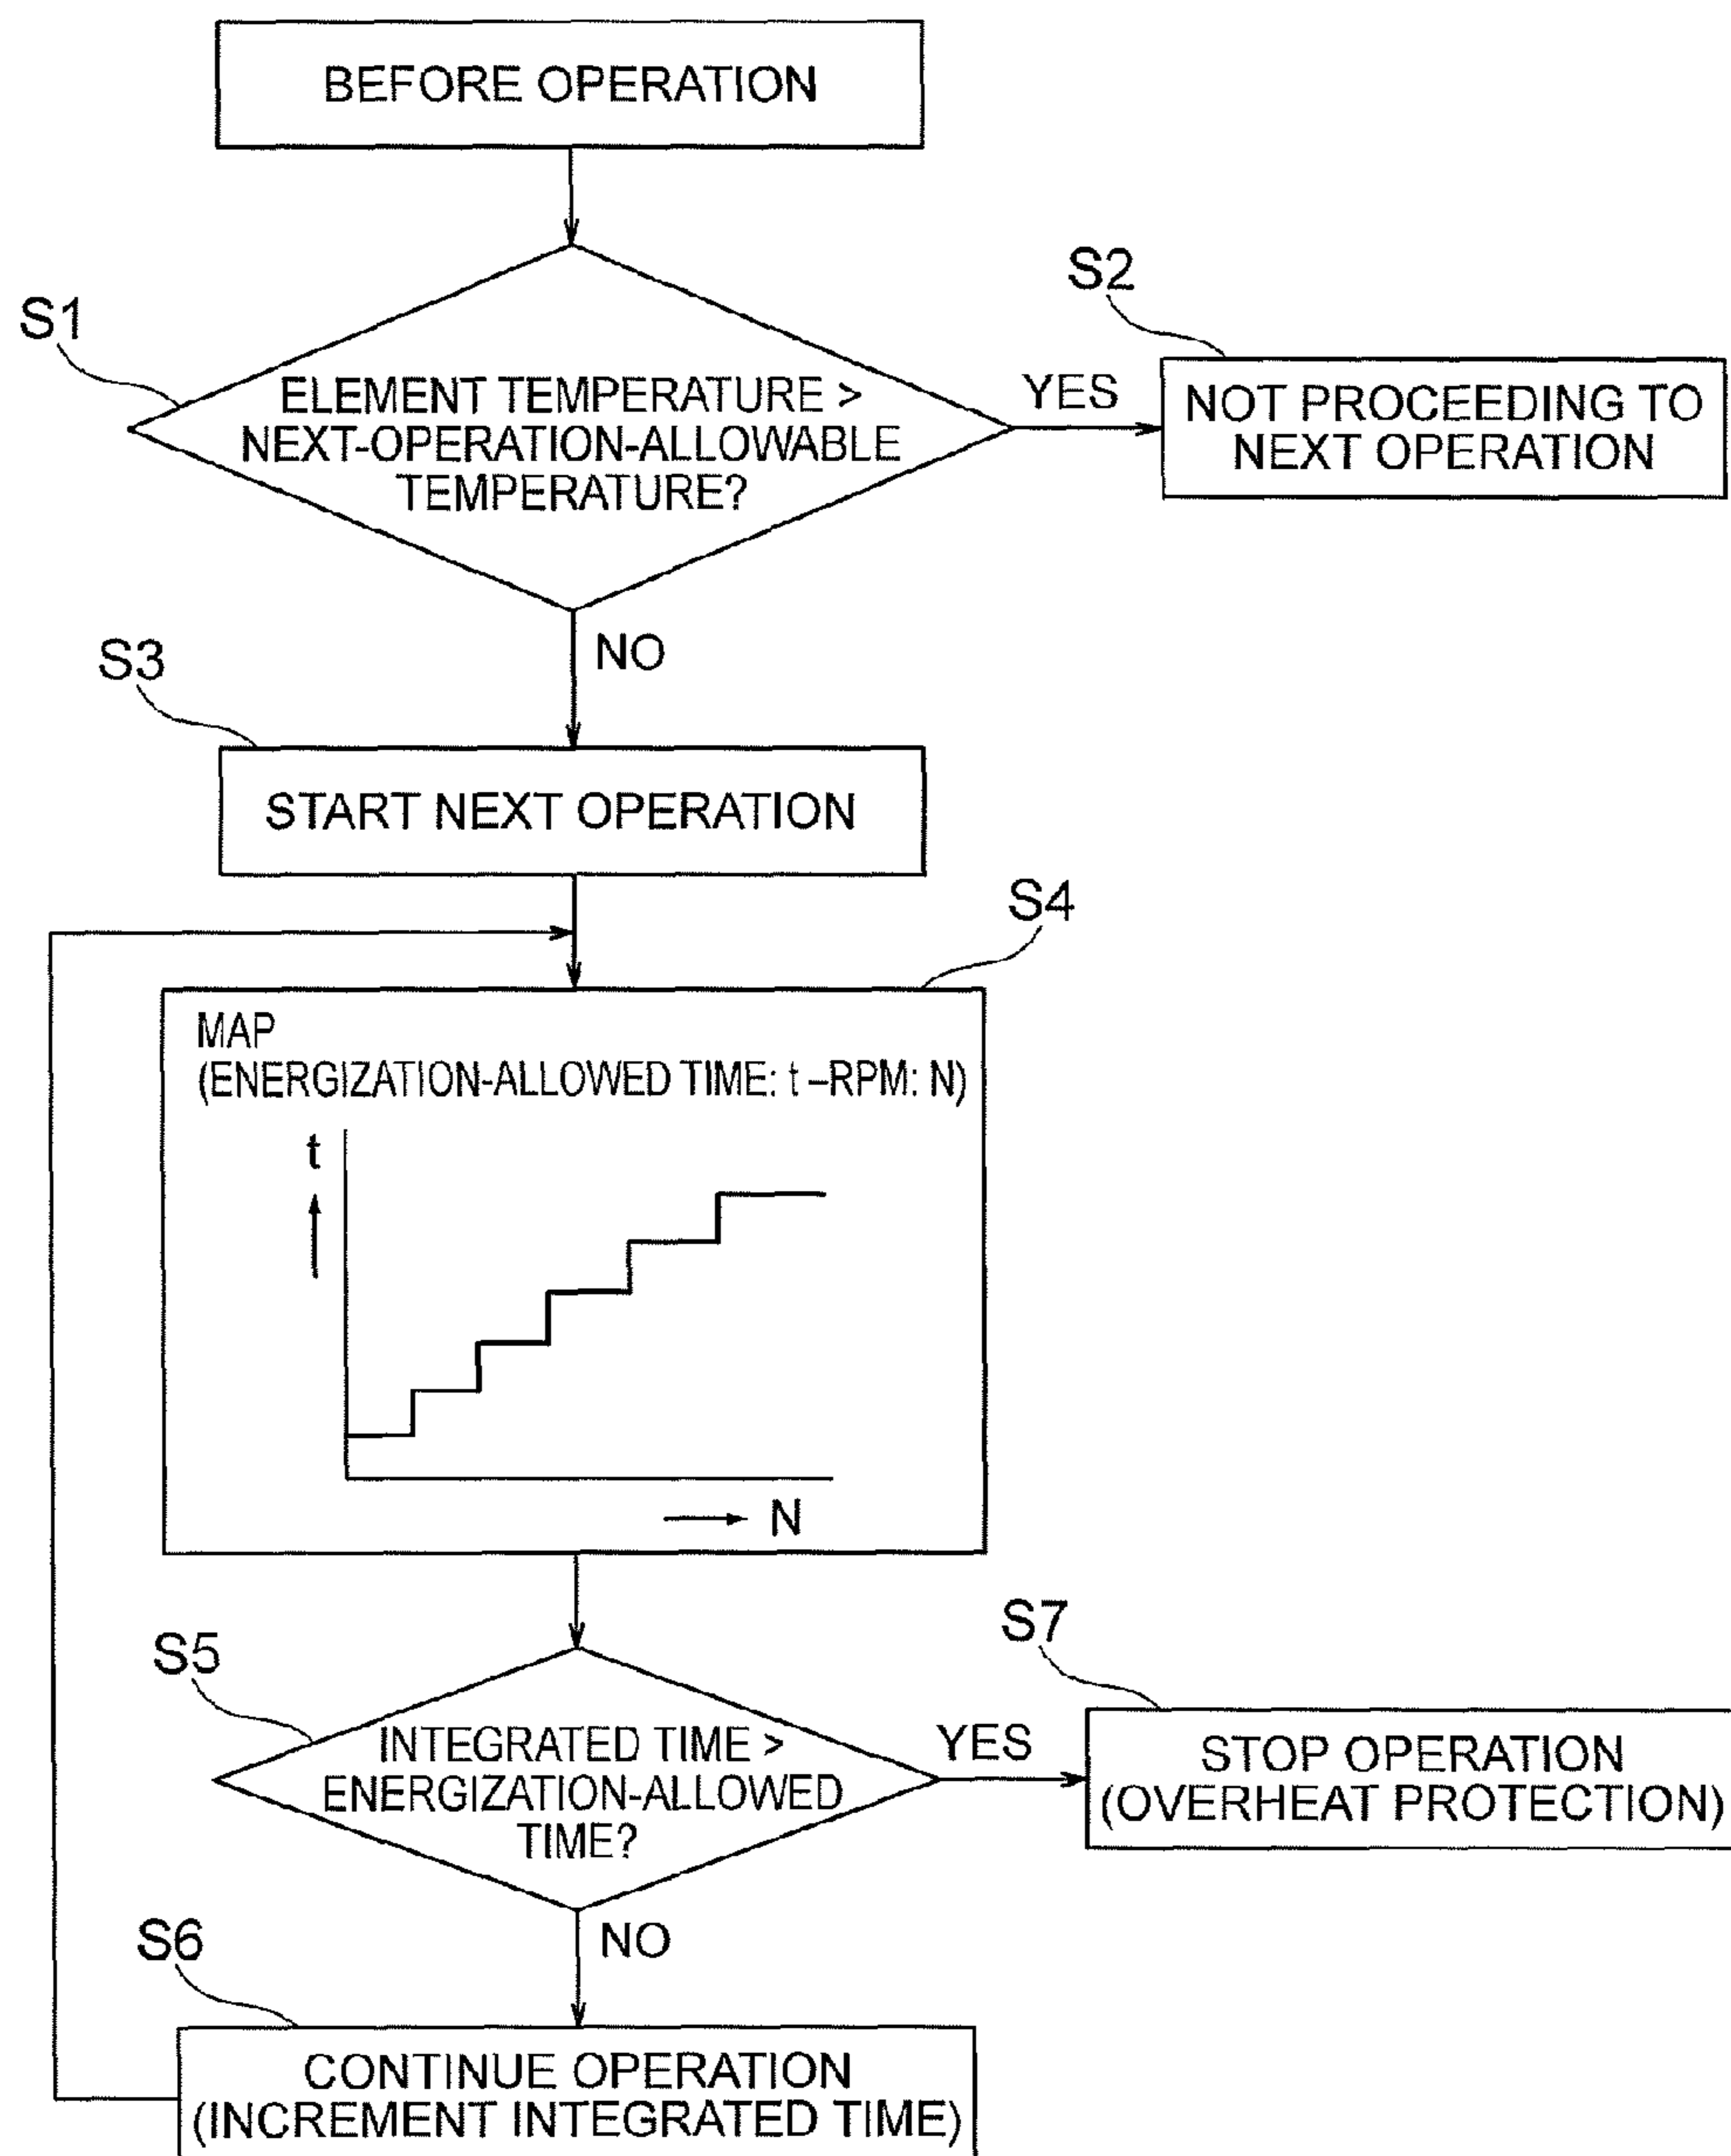 BEFORE OPERATION
S1
ELEMENT TEMPERATURE >
NEXT-OPERATION-ALLOWABLE
TEMPERATURE?
YES
S2
NOT PROCEEDING TO
NEXT OPERATION
NO
S3
START NEXT OPERATION
S4
MAP
(ENERGIZATION-ALLOWED TIME: t –RPM: N)
t
N
S5
INTEGRATED TIME >
ENERGIZATION-ALLOWED
TIME?
YES
S7
STOP OPERATION
(OVERHEAT PROTECTION)
NO
S6
CONTINUE OPERATION
(INCREMENT INTEGRATED TIME)